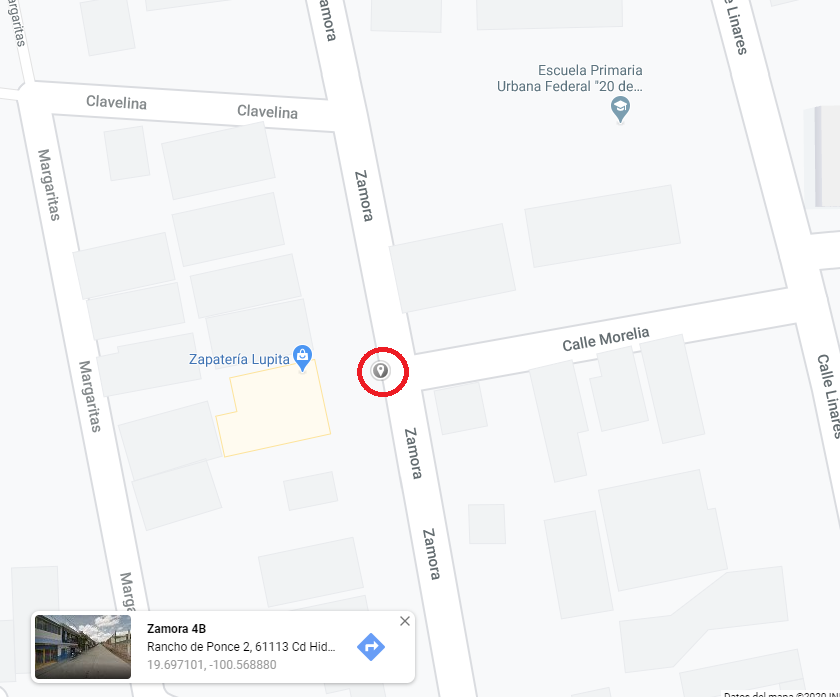 Margaritas
Zamora
e Linares
Escuela Primaria
Urbana Federal "20 de...
Clavelina
Clavelina
Margaritas
Zamora
Calle Morelia
Zapatería Lupita
Margaritas
Calle Linares
Zamora
Zamora
Marga
Zamora 4B
Rancho de Ponce 2, 61113 Cd Hid...
19.697101, -100.568880
Datos del mapa ©2020 IN